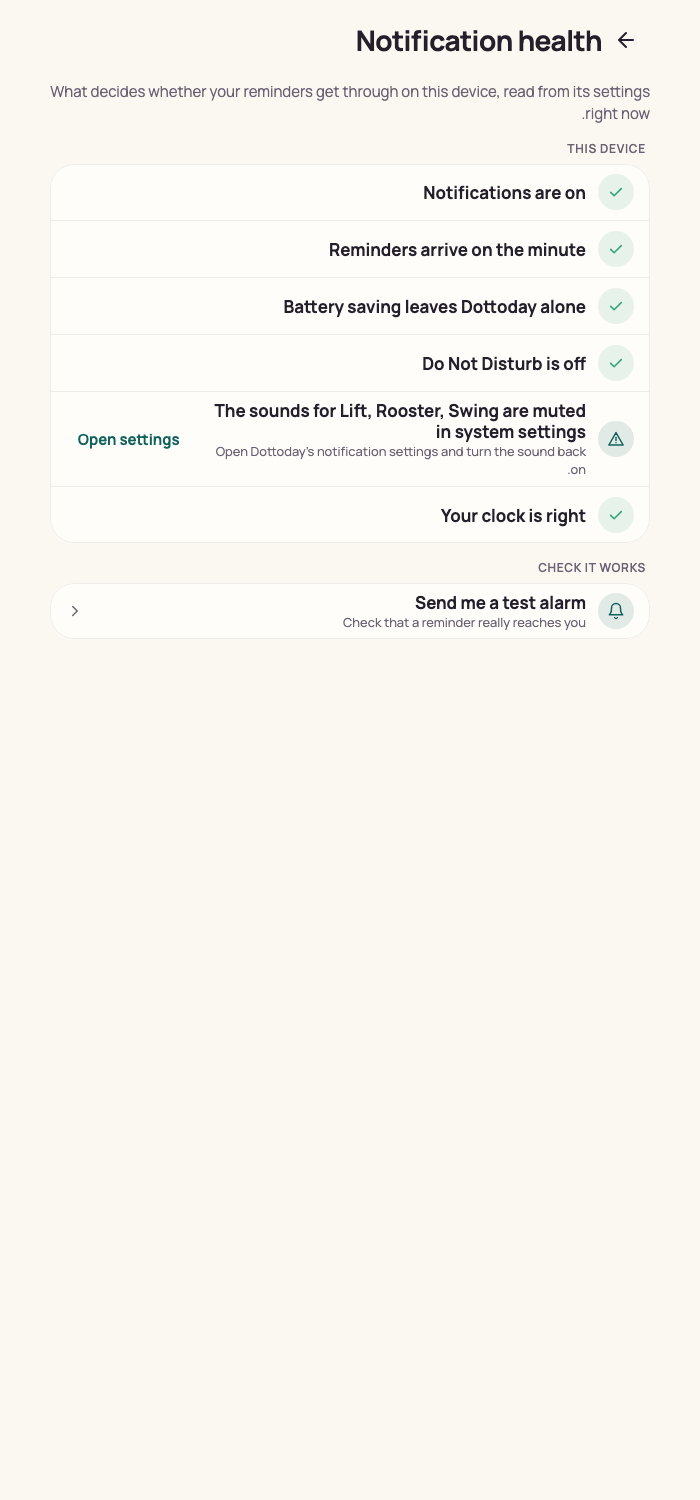 Notification health
What decides whether your reminders get through on this device, read from its settings
.right now
THIS DEVICE
Notifications are on
Reminders arrive on the minute
Battery saving leaves Dottoday alone
Do Not Disturb is off
The sounds for Lift, Rooster, Swing are muted
in system settings
Open Dottoday's notification settings and turn the sound back
.on
Open settings
Your clock is right
CHECK IT WORKS
Send me a test alarm
Check that a reminder really reaches you